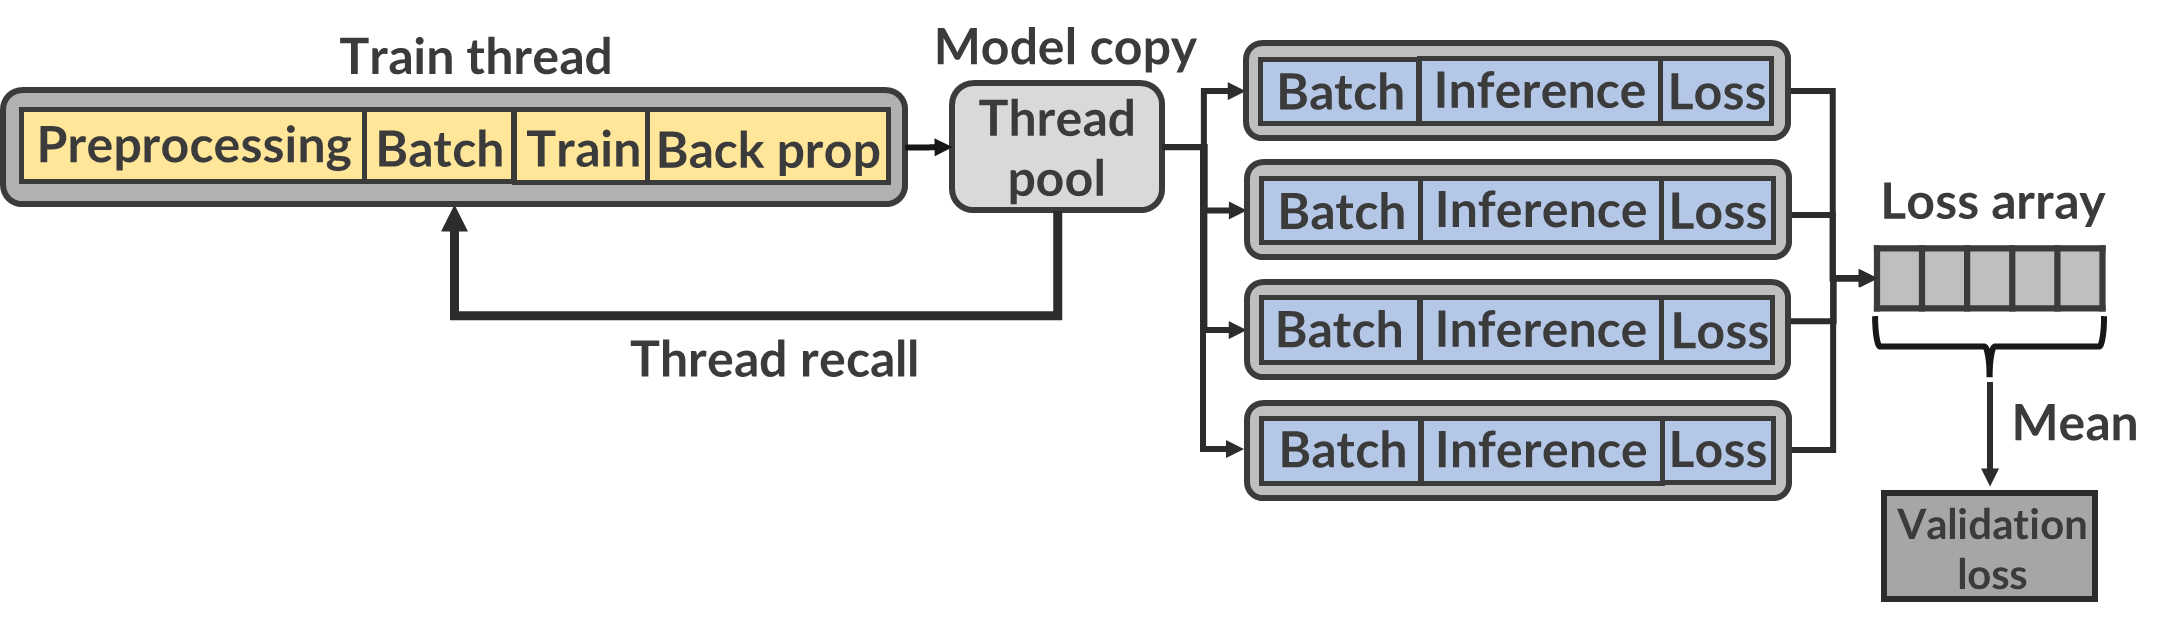 Train thread
Preprocessing Batch Train Back prop
Model copy
Thread
pool
Thread recall
Batch Inference Loss
Batch Inference Loss
Batch Inference Loss
Batch Inference Loss
Loss array
Mean
Validation
loss